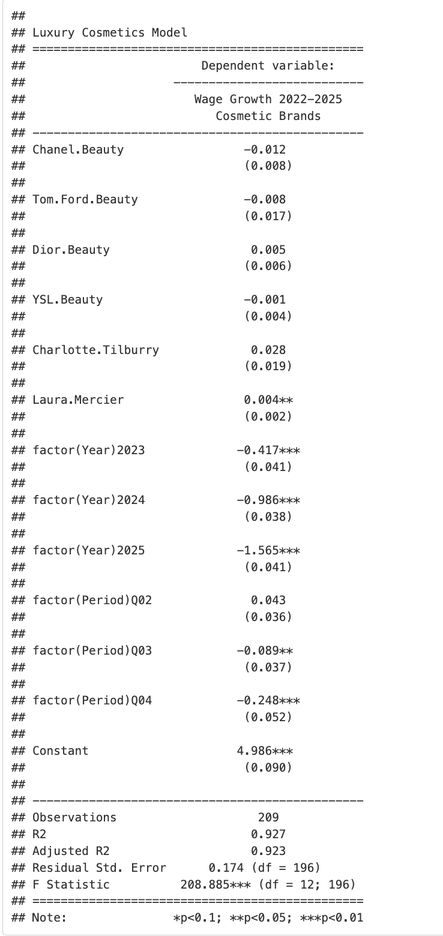 ##
## Luxury Cosmetics Model
## ===============================================
##                         Dependent variable:
##                     ---------------------------
##                        Wage Growth 2022-2025
##                           Cosmetic Brands
## -----------------------------------------------
## Chanel.Beauty                 -0.012
##                               (0.008)
##
## Tom.Ford.Beauty               -0.008
##                               (0.017)
##
## Dior.Beauty                    0.005
##                               (0.006)
##
## YSL.Beauty                    -0.001
##                               (0.004)
##
## Charlotte.Tilburry             0.028
##                               (0.019)
##
## Laura.Mercier                 0.004**
##                               (0.002)
##
## factor(Year)2023             -0.417***
##                               (0.041)
##
## factor(Year)2024             -0.986***
##                               (0.038)
##
## factor(Year)2025             -1.565***
##                               (0.041)
##
## factor(Period)Q02              0.043
##                               (0.036)
##
## factor(Period)Q03            -0.089**
##                               (0.037)
##
## factor(Period)Q04            -0.248***
##                               (0.052)
##
## Constant                     4.986***
##                               (0.090)
##
## -----------------------------------------------
## Observations                    209
## R2                             0.927
## Adjusted R2                    0.923
## Residual Std. Error      0.174 (df = 196)
## F Statistic          208.885*** (df = 12; 196)
## ===============================================
## Note:               *p<0.1; **p<0.05; ***p<0.01